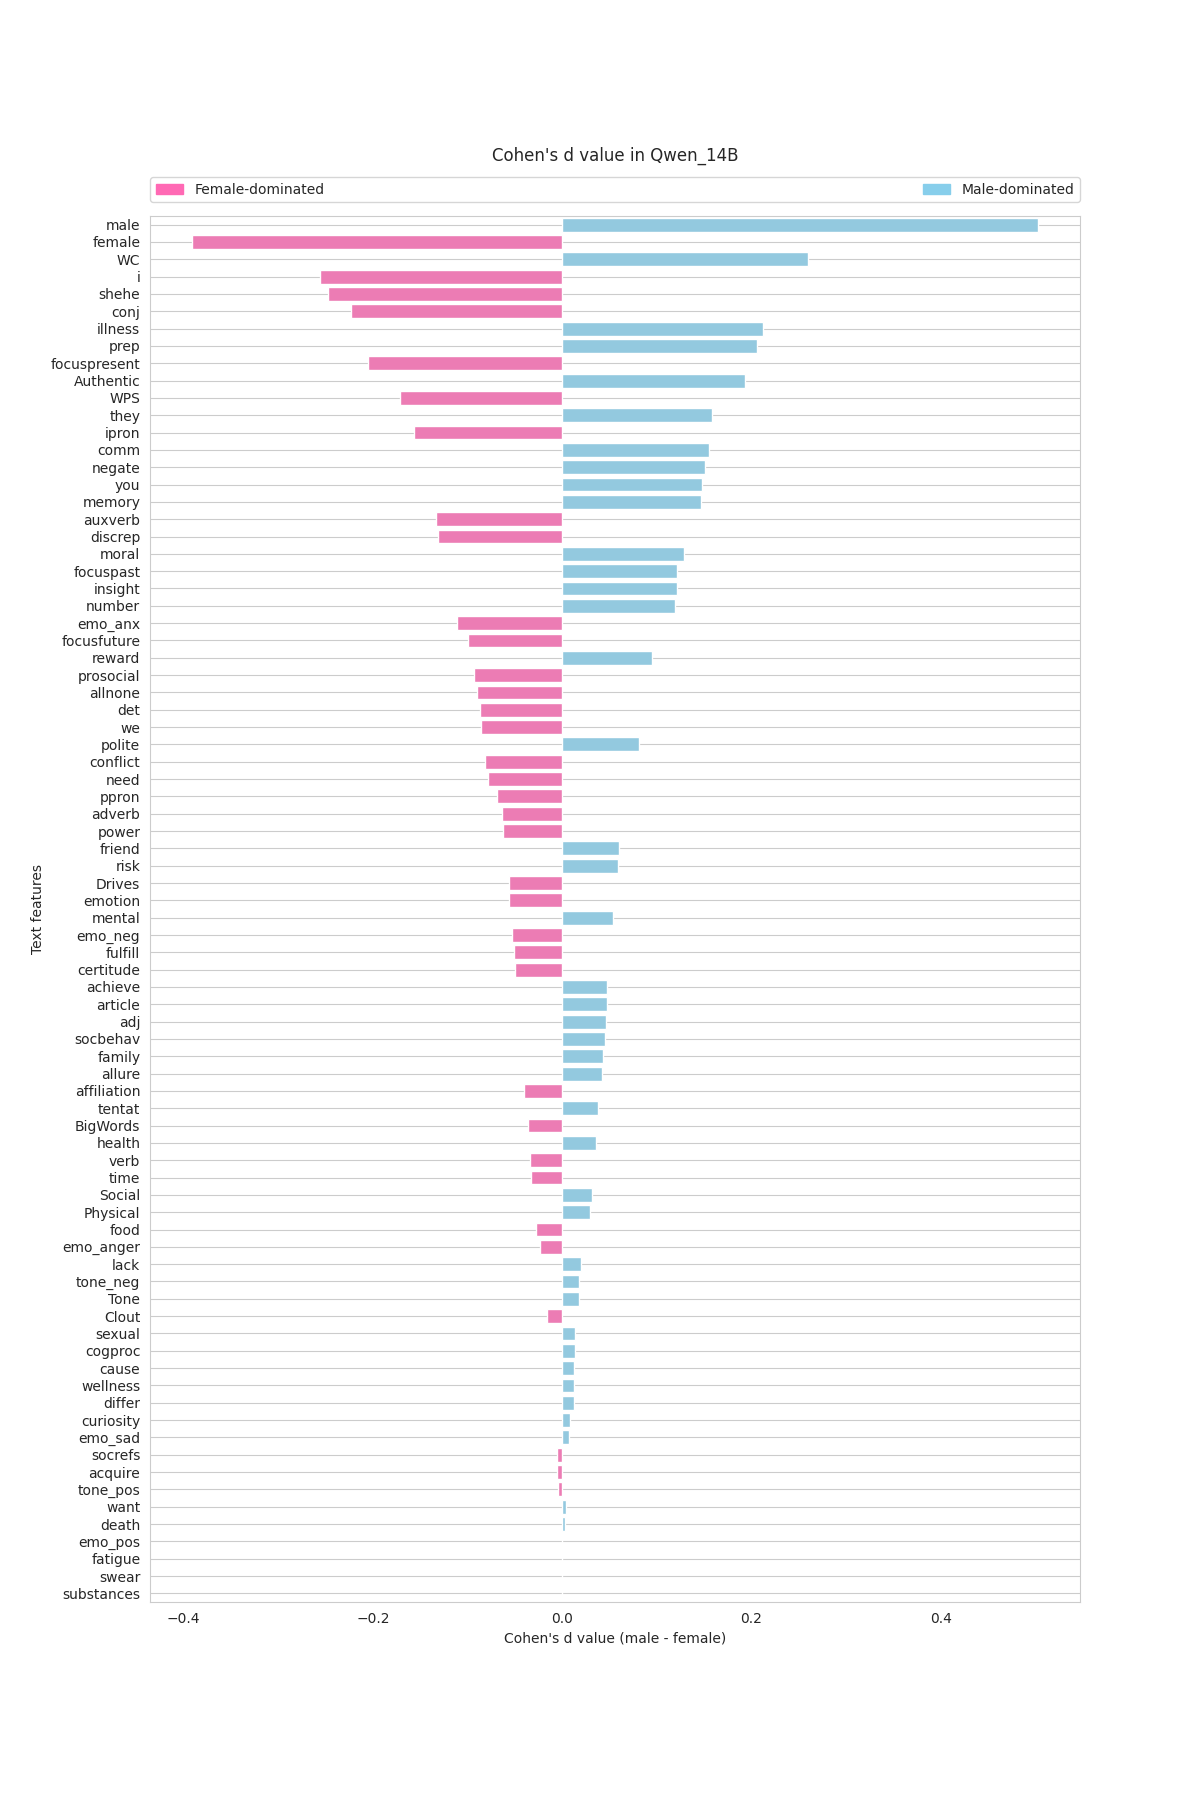 Cohen's d value in Qwen_14B
Female-dominated
Male-dominated
male
female
WC
i
shehe
conj
illness
prep
focuspresent
Authentic
WPS
they
ipron
comm
negate
you
memory
auxverb
discrep
moral
focuspast
insight
number
emo_anx
focusfuture
reward
prosocial
allnone
det
we
polite
conflict
need
ppron
adverb
power
friend
risk
Drives
emotion
mental
emo_neg
fulfill
certitude
achieve
article
adj
socbehav
family
allure
affiliation
tentat
BigWords
health
verb
time
Social
Physical
food
emo_anger
lack
tone_neg
Tone
Clout
sexual
cogproc
cause
wellness
differ
curiosity
emo_sad
socrefs
acquire
tone_pos
want
death
emo_pos
fatigue
swear
substances
Text features
−0.4 −0.2 0.0 0.2 0.4
Cohen's d value (male - female)